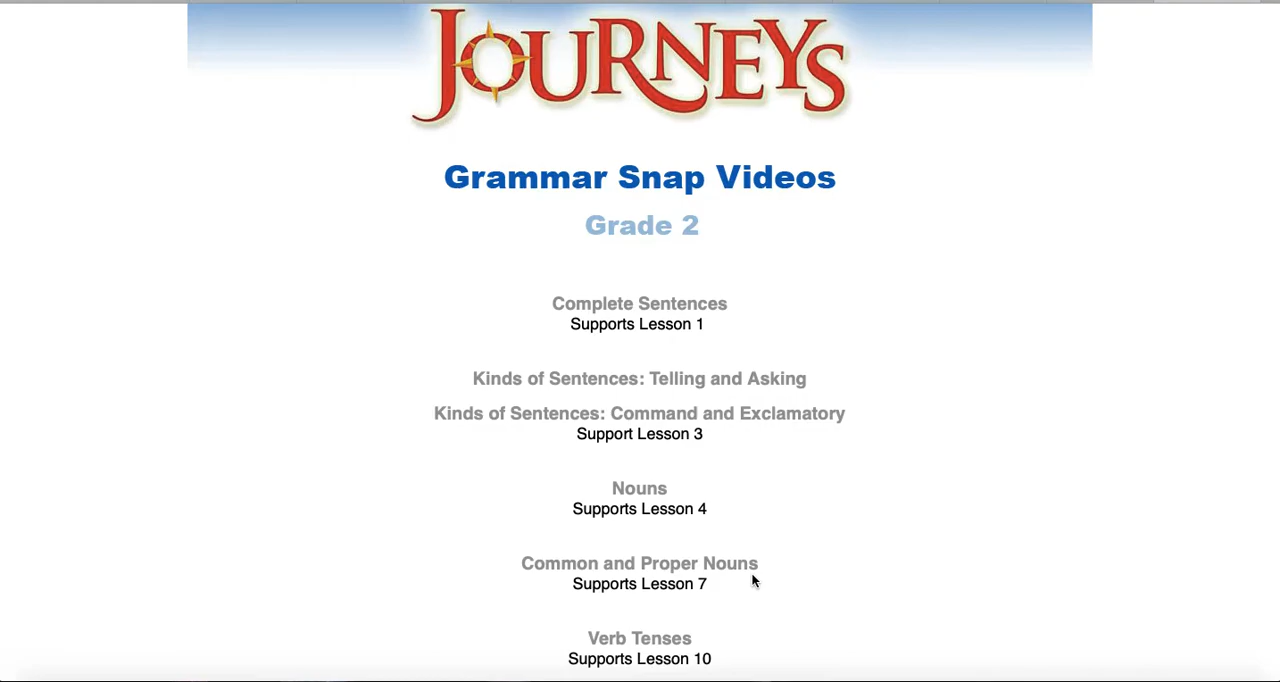 JOURNEYS
Grammar Snap Videos
Grade 2
Complete Sentences
Supports Lesson 1
Kinds of Sentences: Telling and Asking
Kinds of Sentences: Command and Exclamatory
Support Lesson 3
Nouns
Supports Lesson 4
Common and Proper Nouns
Supports Lesson 7
Verb Tenses
Supports Lesson 10